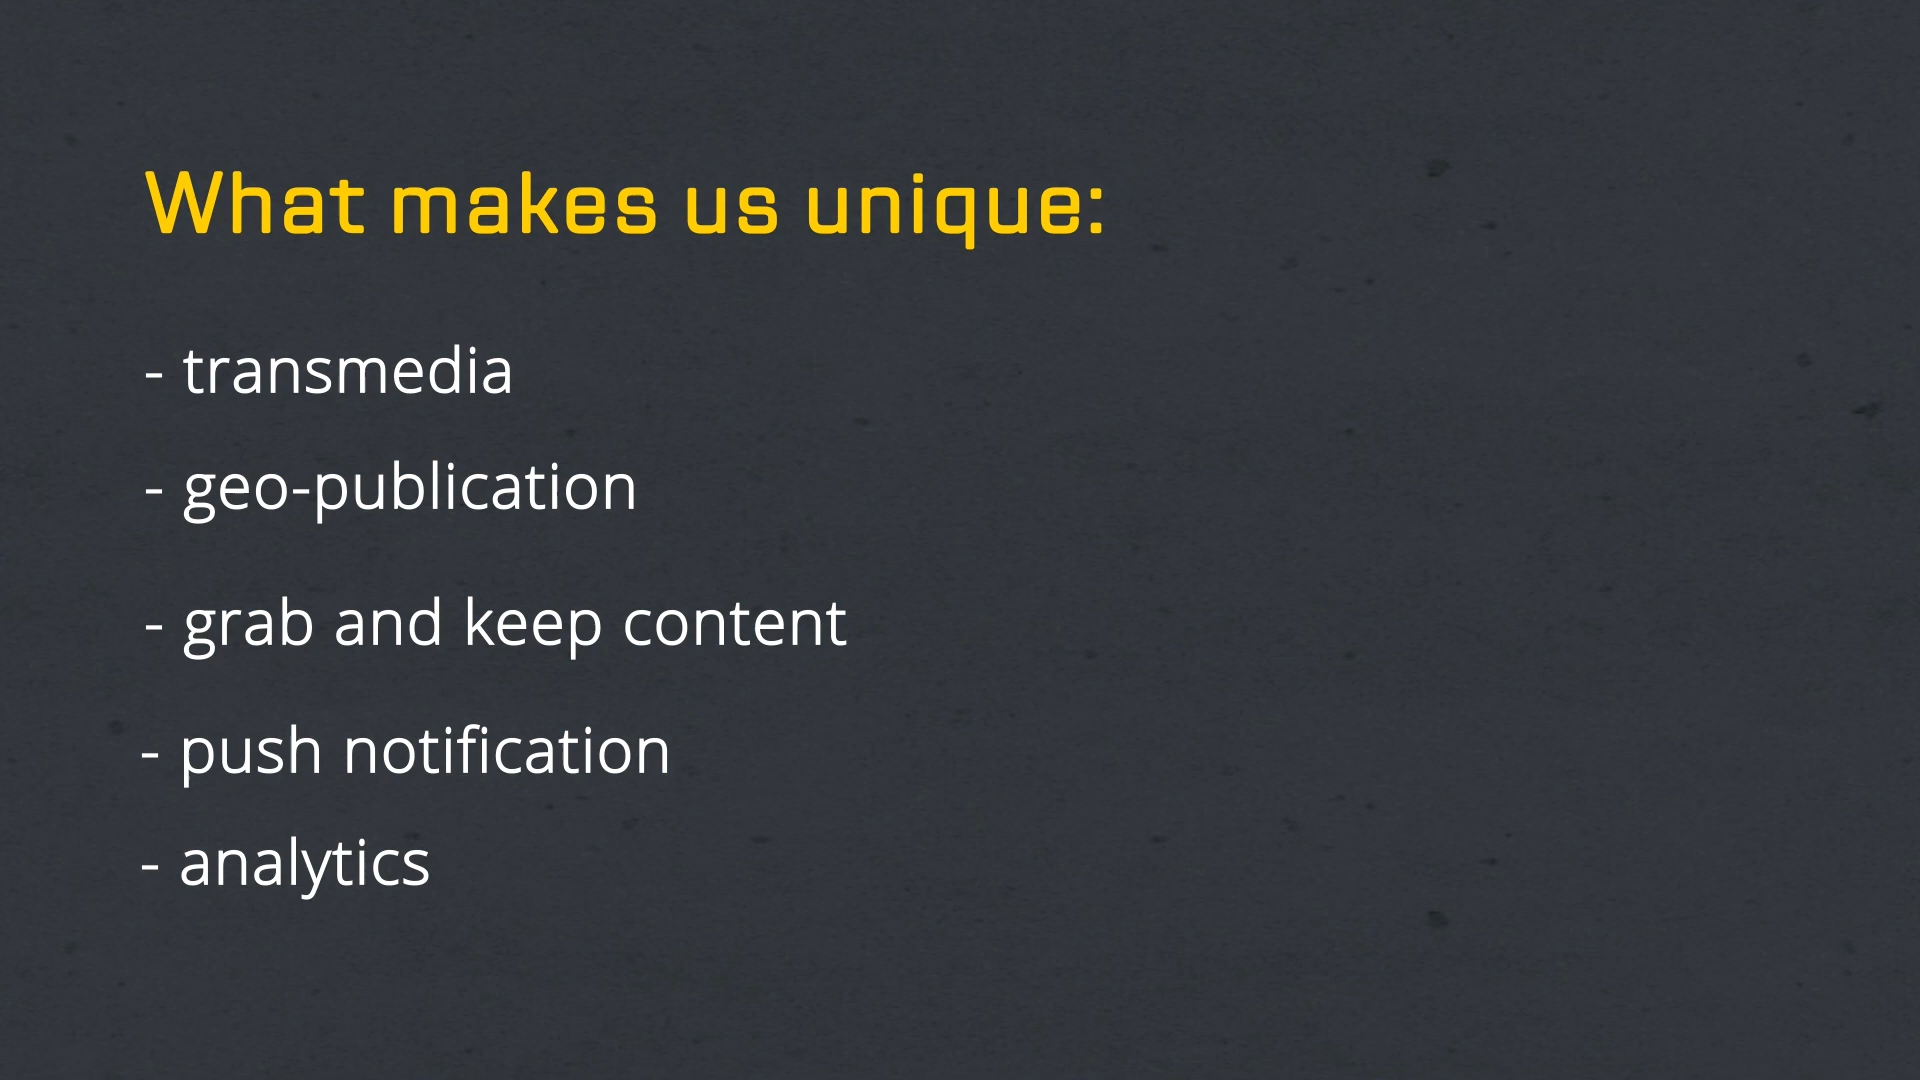 What makes us unique:
- transmedia
- geo-publication
- grab and keep content
- push notification
- analytics